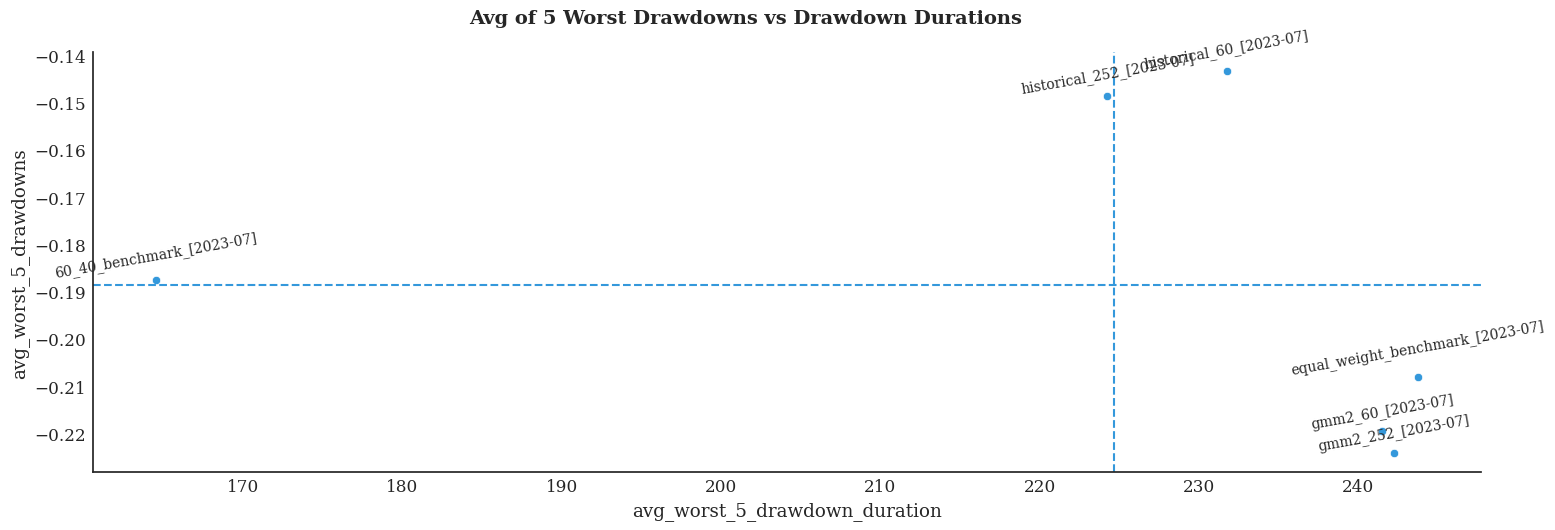 Avg of 5 Worst Drawdowns vs Drawdown Durations
avg_worst_5_drawdowns
−0.14
−0.15
−0.16
−0.17
−0.18
−0.19
−0.20
−0.21
−0.22
historical_252_[2023-07]
historical_60_[2023-07]
60_40_benchmark_[2023-07]
equal_weight_benchmark_[2023-07]
gmm2_60_[2023-07]
gmm2_252_[2023-07]
170
180
190
200
210
220
230
240
avg_worst_5_drawdown_duration